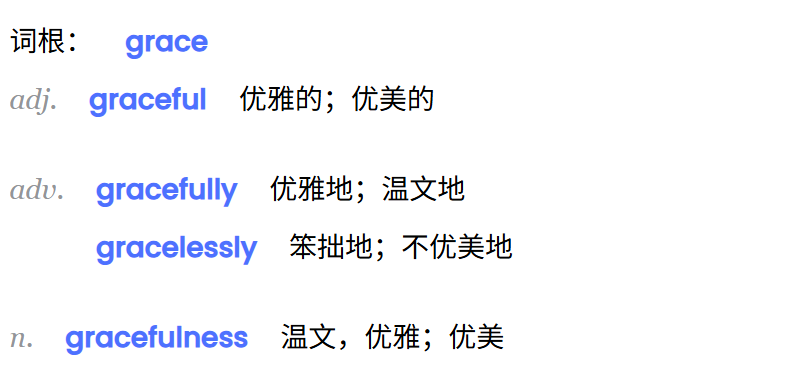 词根： grace
adj. graceful 优雅的；优美的
adv. gracefully 优雅地；温文地
gracelessly 笨拙地；不优美地
n. gracefulness 温文，优雅；优美